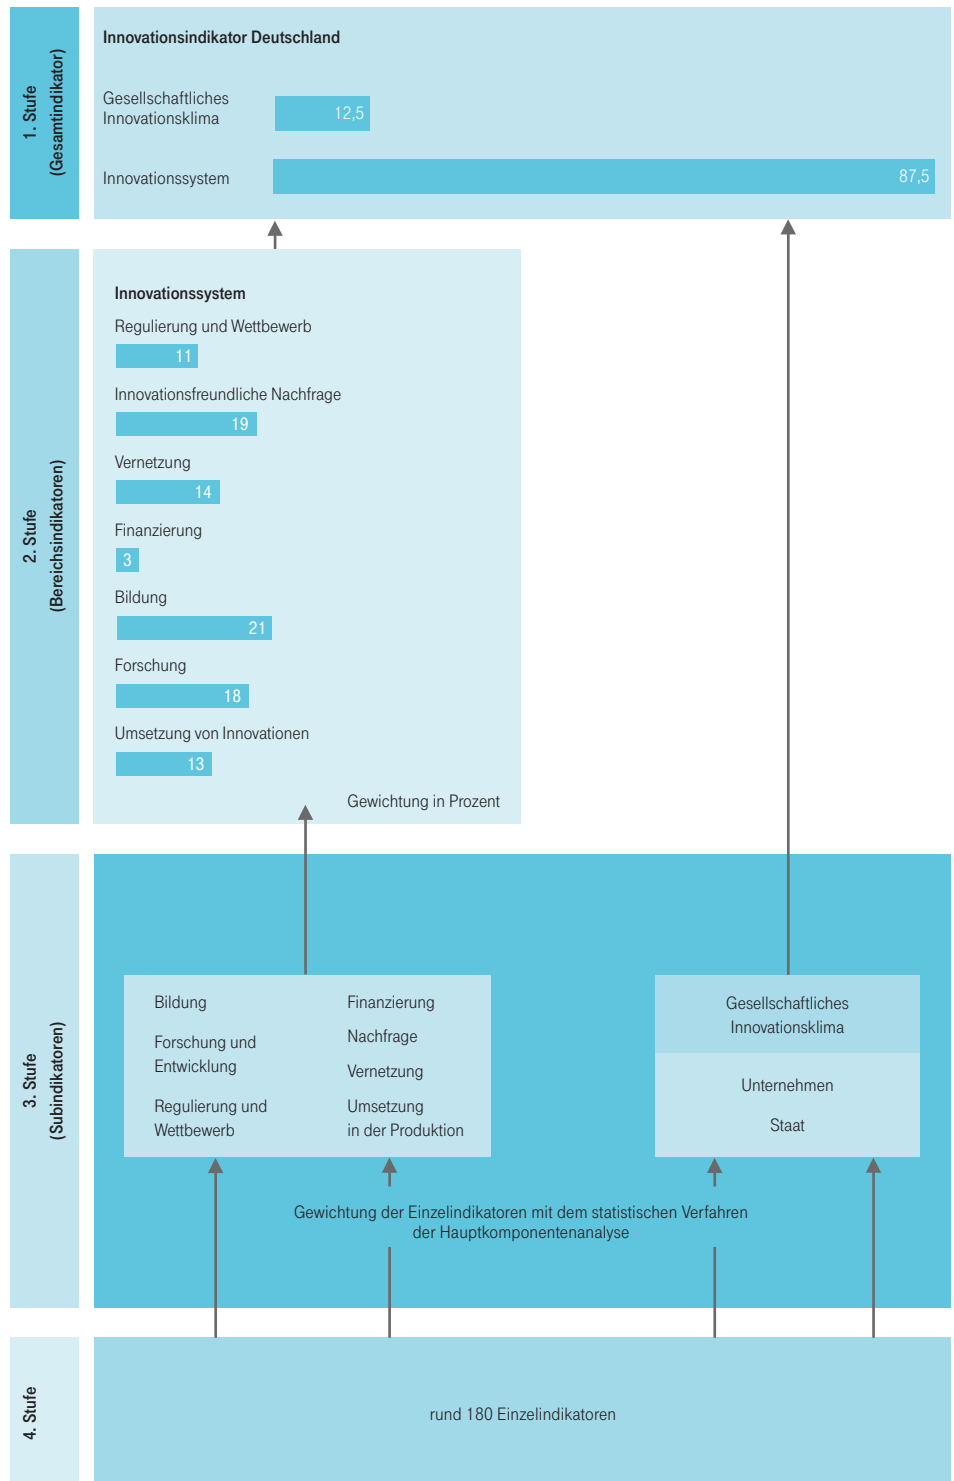 1. Stufe
(Gesamtindikator)
Innovationsindikator Deutschland
Gesellschaftliches
Innovationsklima
12,5
Innovationssystem
87,5
2. Stufe
(Bereichsindikatoren)
Innovationssystem
Regulierung und Wettbewerb
11
Innovationsfreundliche Nachfrage
19
Vernetzung
14
Finanzierung
3
Bildung
21
Forschung
18
Umsetzung von Innovationen
13
Gewichtung in Prozent
3. Stufe
(Subindikatoren)
Bildung
Forschung und
Entwicklung
Regulierung und
Wettbewerb
Finanzierung
Nachfrage
Vernetzung
Umsetzung
in der Produktion
Gesellschaftliches
Innovationsklima
Unternehmen
Staat
Gewichtung der Einzelindikatoren mit dem statistischen Verfahren
der Hauptkomponentenanalyse
4. Stufe
rund 180 Einzelindikatoren